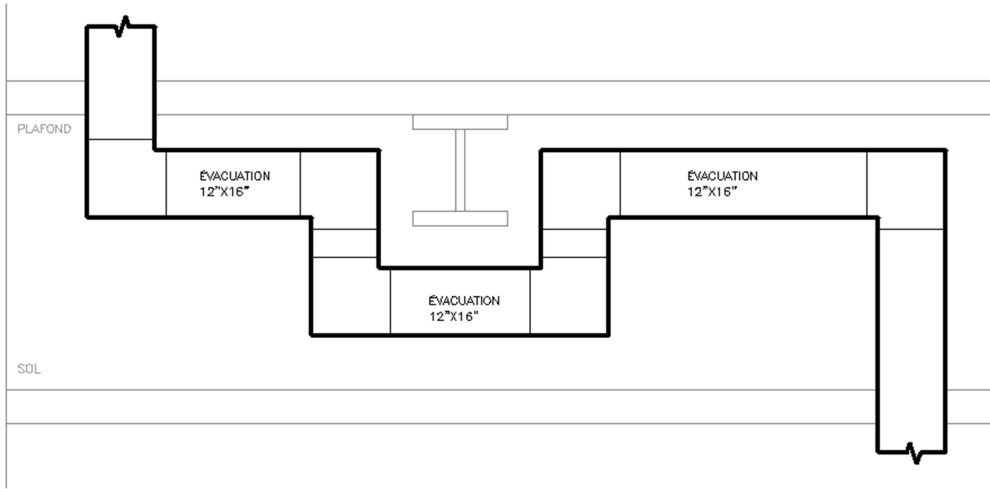 PLAFOND
ÉVACUATION
12"X16"
ÉVACUATION
12"X16"
ÉVACUATION
12"X16"
SOL